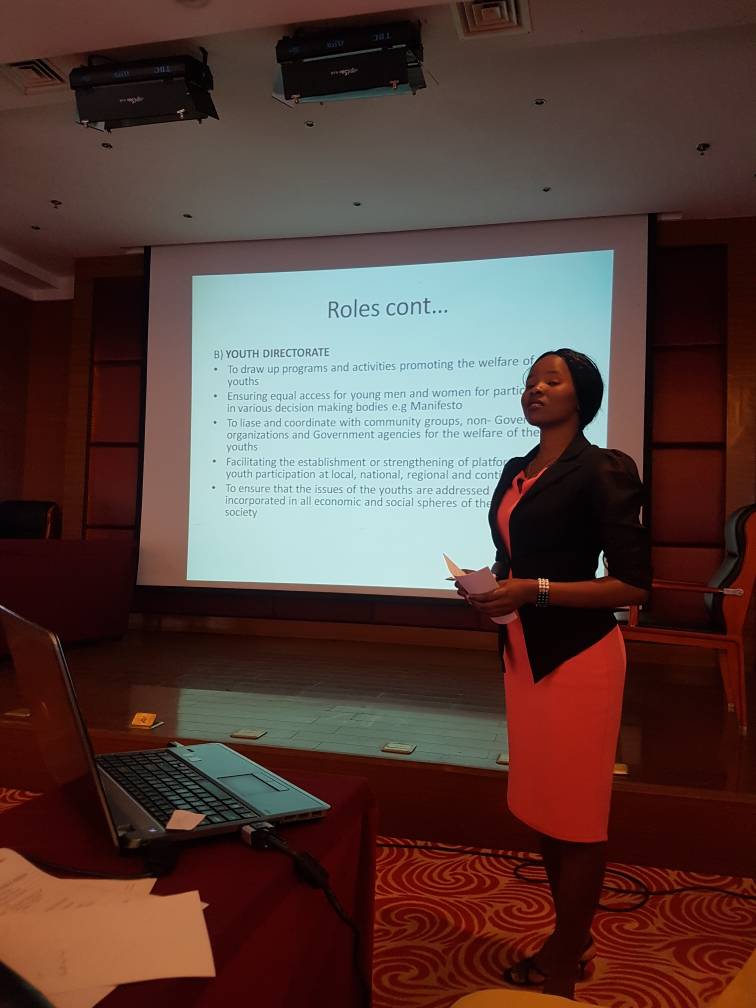 Roles cont...
B) YOUTH DIRECTORATE
• To draw up programs and activities promoting the welfare of
youths
• Ensuring equal access for young men and women for partic
in various decision making bodies e.g Manifesto
• To liase and coordinate with community groups, non- Gover
organizations and Government agencies for the welfare of the
youths
• Facilitating the establishment or strengthening of platfo
youth participation at local, national, regional and conti
• To ensure that the issues of the youths are addressed
incorporated in all economic and social spheres of the
society